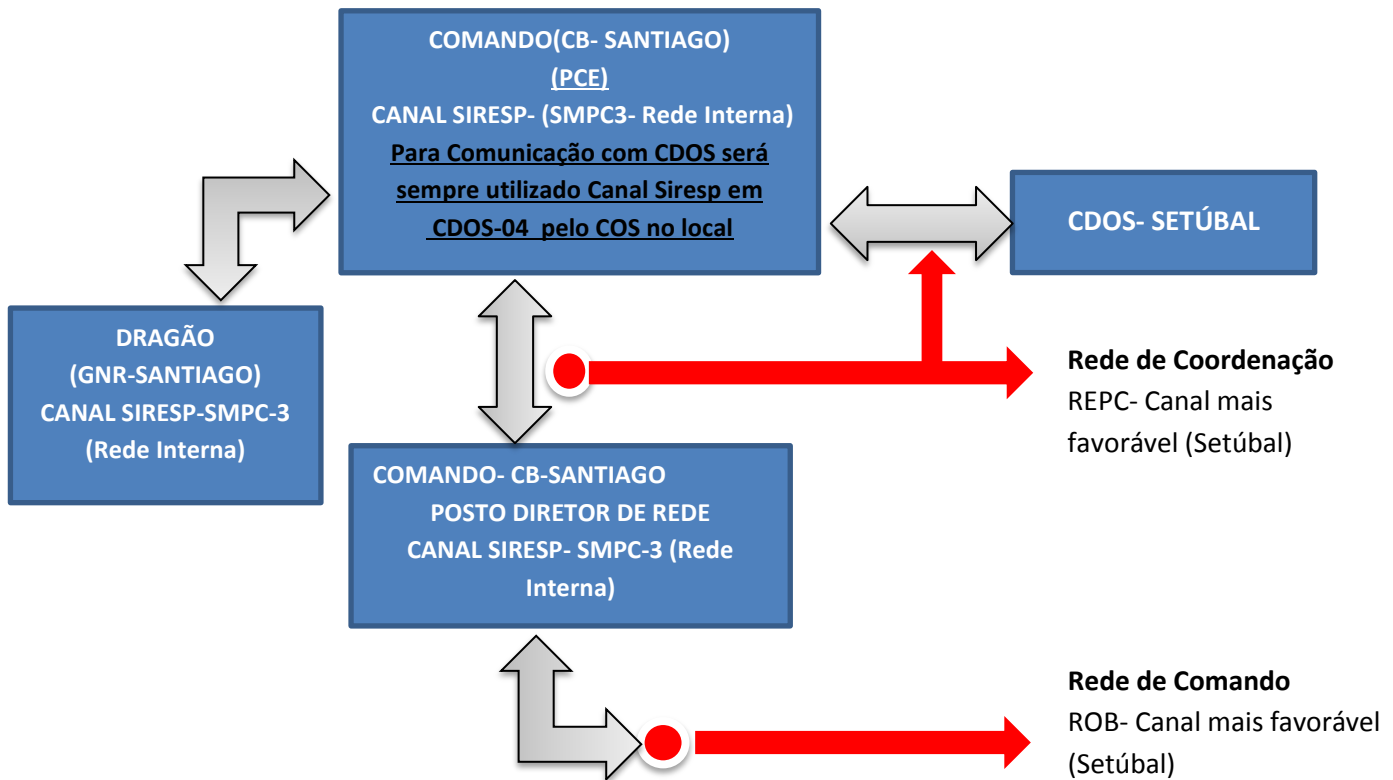 COMANDO(CB- SANTIAGO)
(PCE)
CANAL SIRESP- (SMPC3- Rede Interna)
Para Comunicação com CDOS será
sempre utilizado Canal Siresp em
CDOS-04 pelo COS no local
CDOS- SETÚBAL
DRAGÃO
(GNR-SANTIAGO)
CANAL SIRESP-SMPC-3
(Rede Interna)
Rede de Coordenação
REPC- Canal mais
favorável (Setúbal)
COMANDO- CB-SANTIAGO
POSTO DIRETOR DE REDE
CANAL SIRESP- SMPC-3 (Rede
Interna)
Rede de Comando
ROB- Canal mais favorável
(Setúbal)